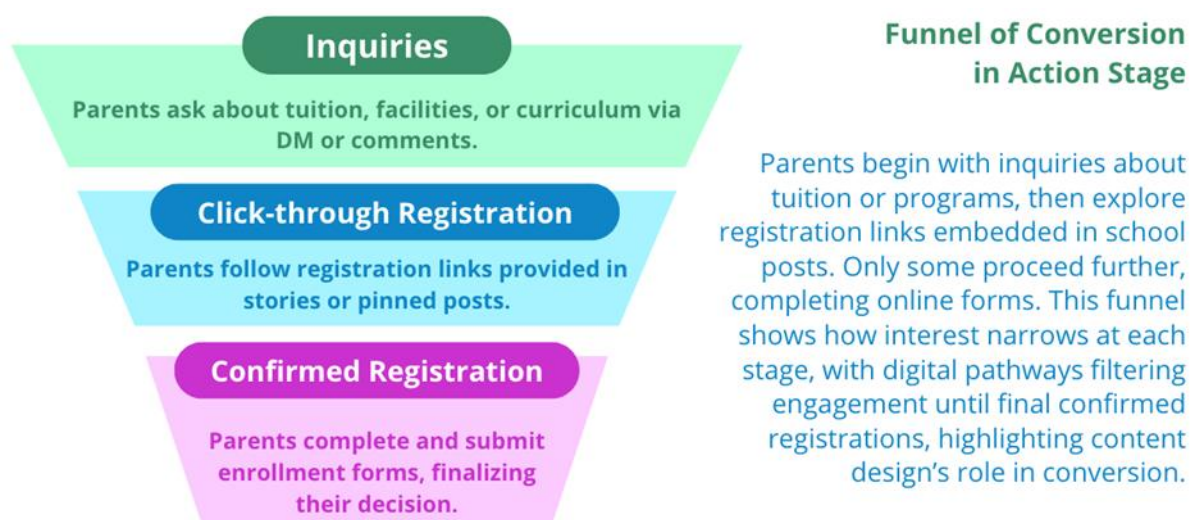 Inquiries
Parents ask about tuition, facilities, or curriculum via
DM or comments.
Click-through Registration
Parents follow registration links provided in
stories or pinned posts.
Confirmed Registration
Parents complete and submit
enrollment forms, finalizing
their decision.
Funnel of Conversion
in Action Stage
Parents begin with inquiries about
tuition or programs, then explore
registration links embedded in school
posts. Only some proceed further,
completing online forms. This funnel
shows how interest narrows at each
stage, with digital pathways filtering
engagement until final confirmed
registrations, highlighting content
design’s role in conversion.